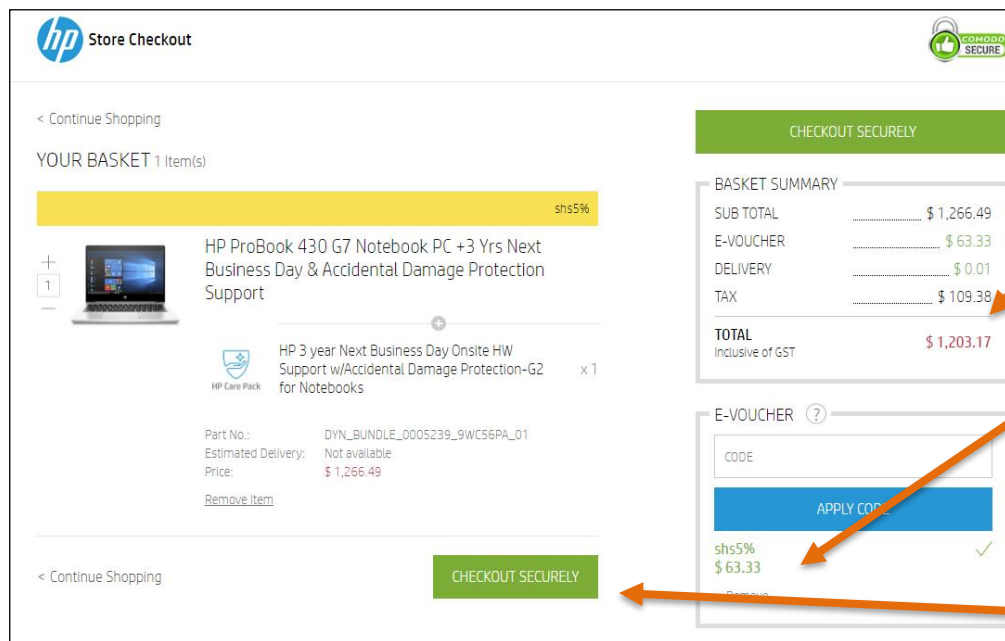 hp Store Checkout
COMODO
SECURE
< Continue Shopping
YOUR BASKET 1 Item(s)
shs5%
+
1
—
HP ProBook 430 G7 Notebook PC +3 Yrs Next
Business Day & Accidental Damage Protection
Support
HP Care Pack
HP 3 year Next Business Day Onsite HW
Support w/Accidental Damage Protection-G2
for Notebooks
x 1
Part No.: DYN_BUNDLE_0005239_9WC56PA_01
Estimated Delivery: Not available
Price: $ 1,266.49
Remove Item
< Continue Shopping
CHECKOUT SECURELY
CHECKOUT SECURELY
BASKET SUMMARY
SUB TOTAL $ 1,266.49
E-VOUCHER $ 63.33
DELIVERY $ 0.01
TAX $ 109.38
TOTAL $ 1,203.17
Inclusive of GST
E-VOUCHER ?
CODE
APPLY CODE
shs5%
$ 63.33
Remove